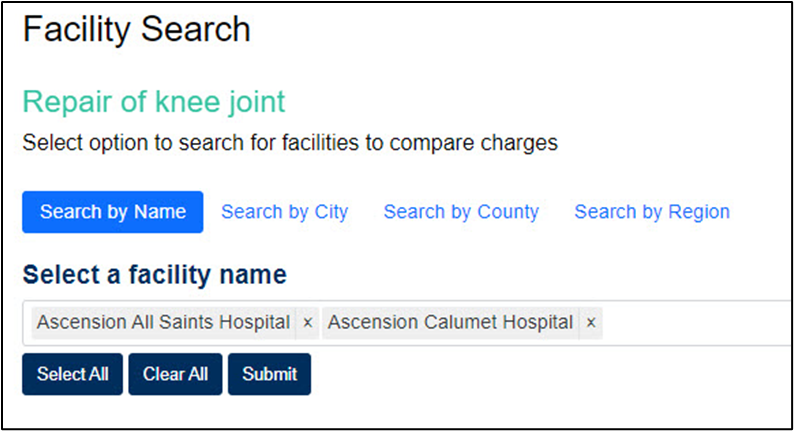 Facility Search
Repair of knee joint
Select option to search for facilities to compare charges
Search by Name Search by City Search by County Search by Region
Select a facility name
Ascension All Saints Hospital x Ascension Calumet Hospital x
Select All Clear All Submit